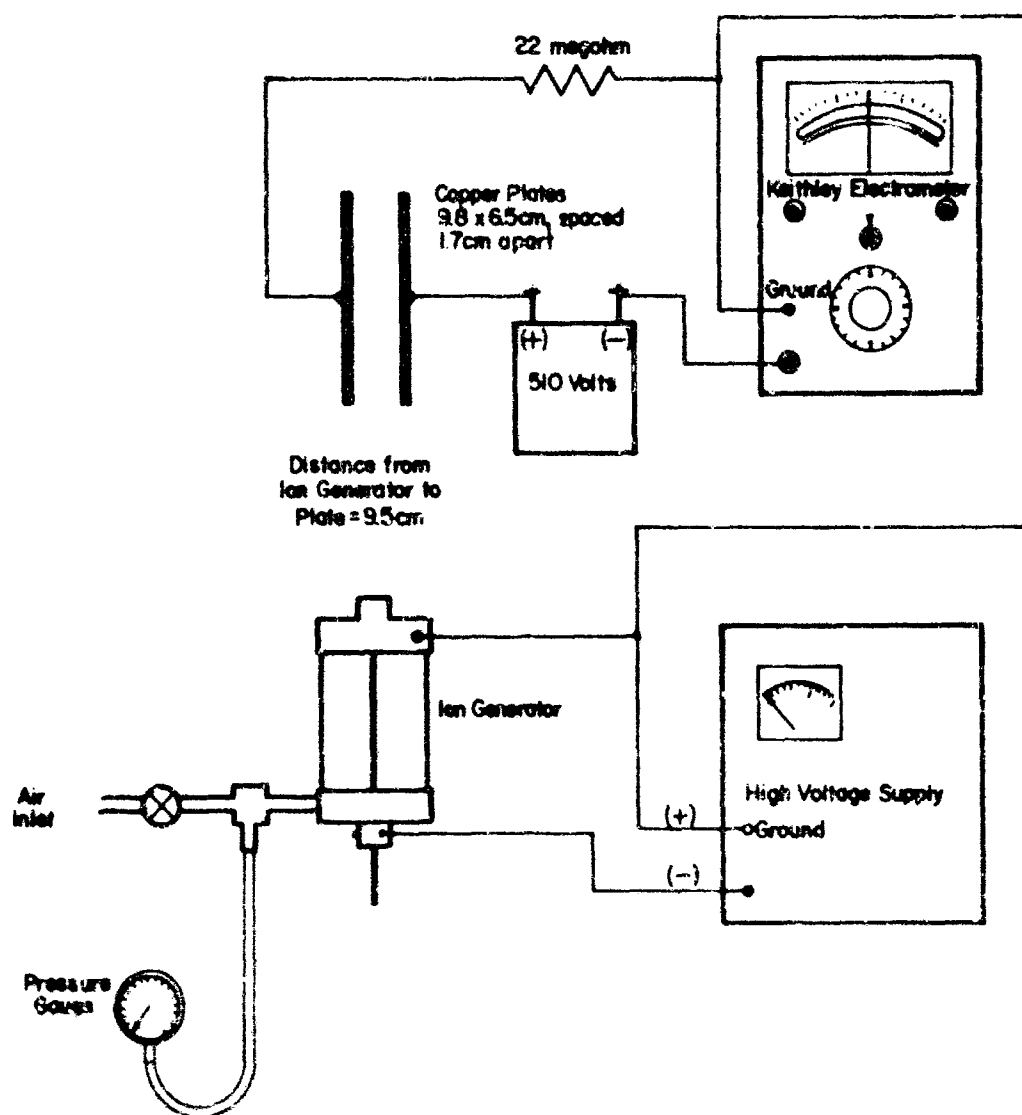 22 megohm
Keithley Electrometer
Copper Plates
9.8 x 6.5cm, spaced
1.7cm apart
Ground
(+)
(-)
510 Volts
Distance from
Ion Generator to
Plate = 9.5cm
Ion Generator
Air
Inlet
High Voltage Supply
(+)
Ground
(-)
Pressure
Gauge